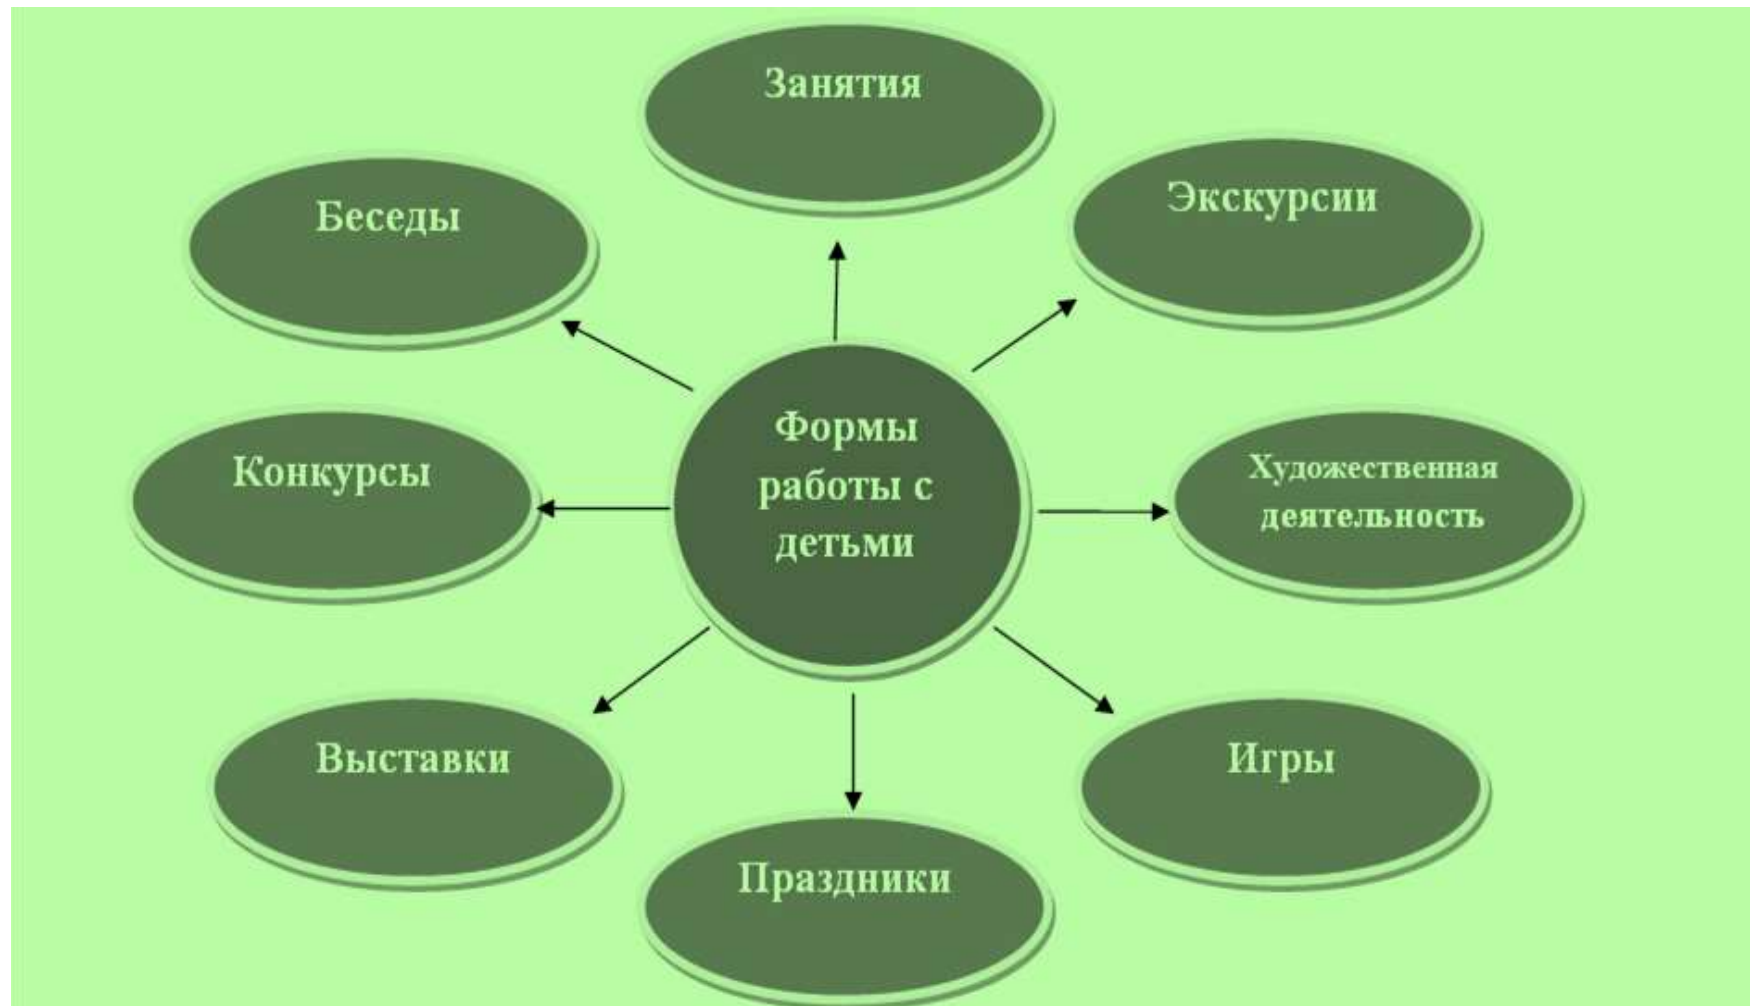 Занятия
Экскурсии
Беседы
Формы
работы с
детьми
Художественная
деятельность
Конкурсы
Выставки
Игры
Праздники